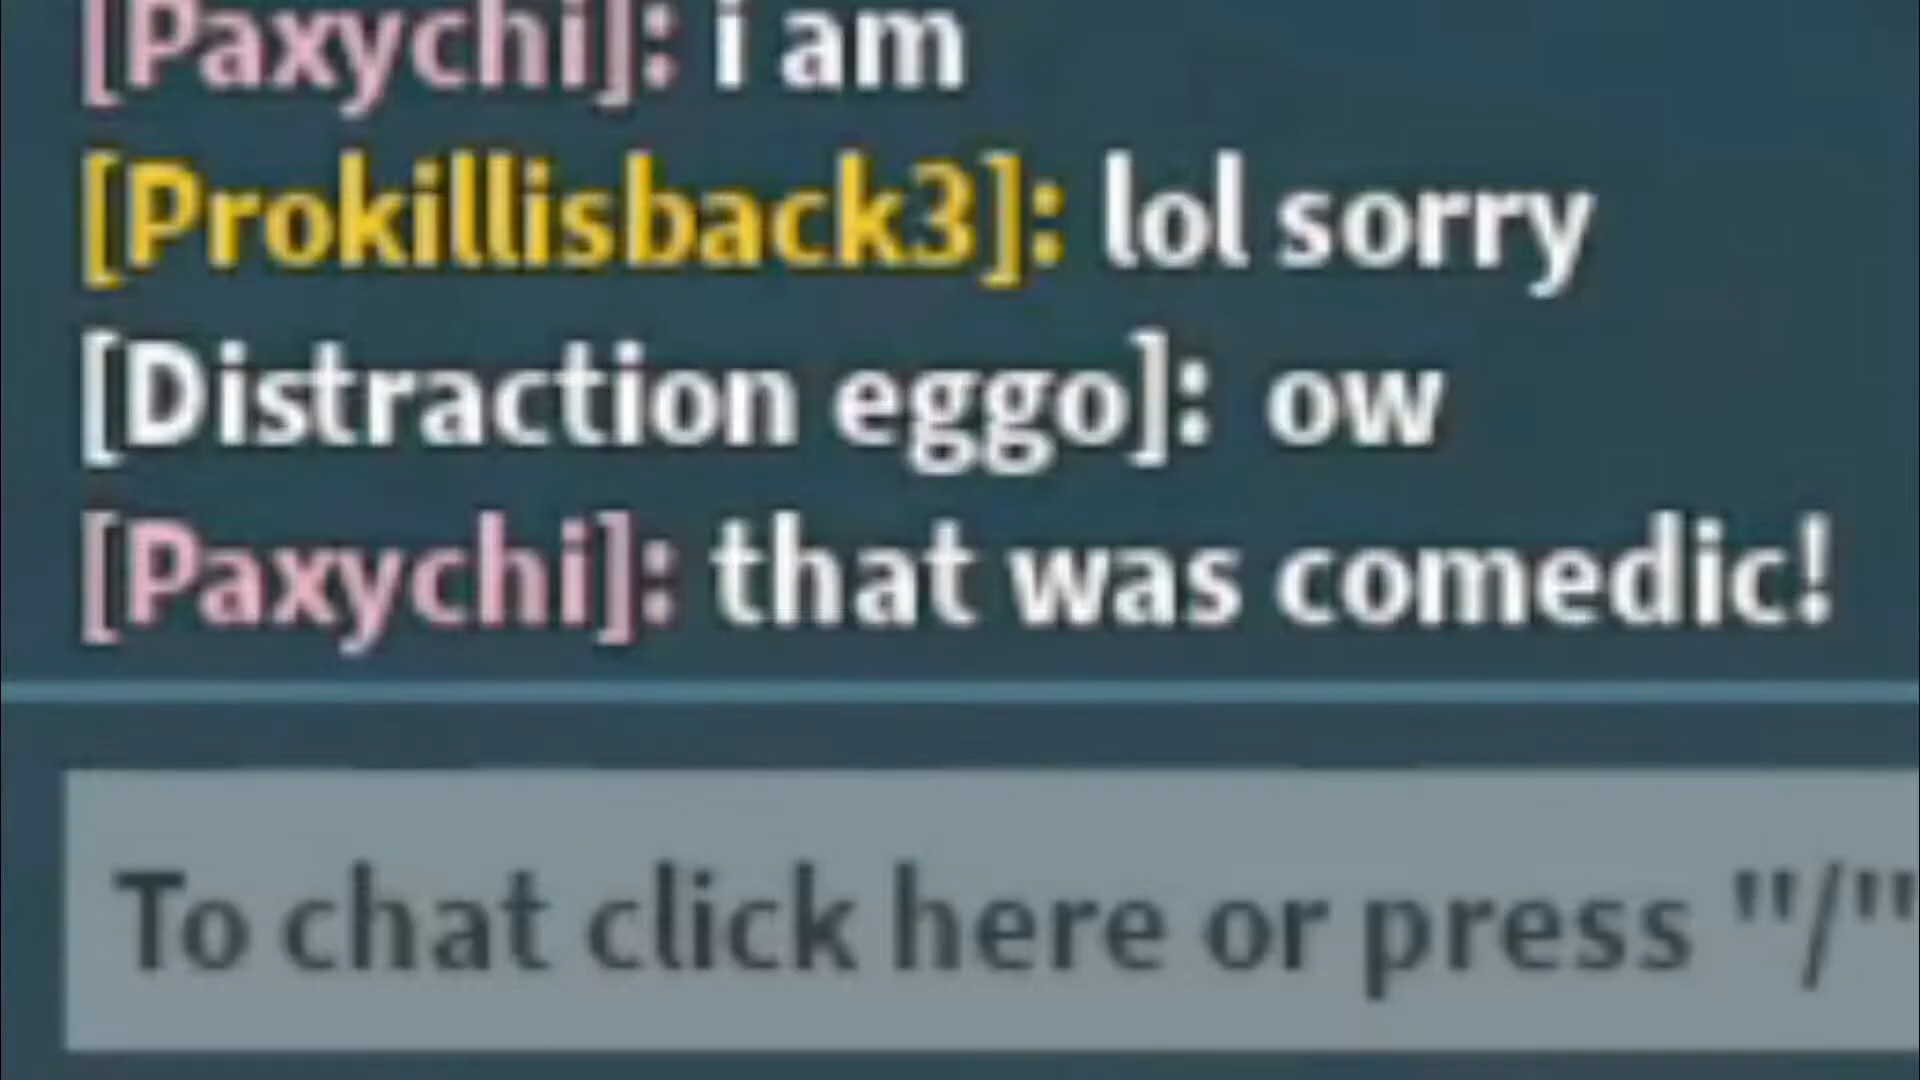 [Paxychi]: i am
[Prokillisback3]: lol sorry
[Distraction eggo]: ow
[Paxychi]: that was comedic!
To chat click here or press "/"